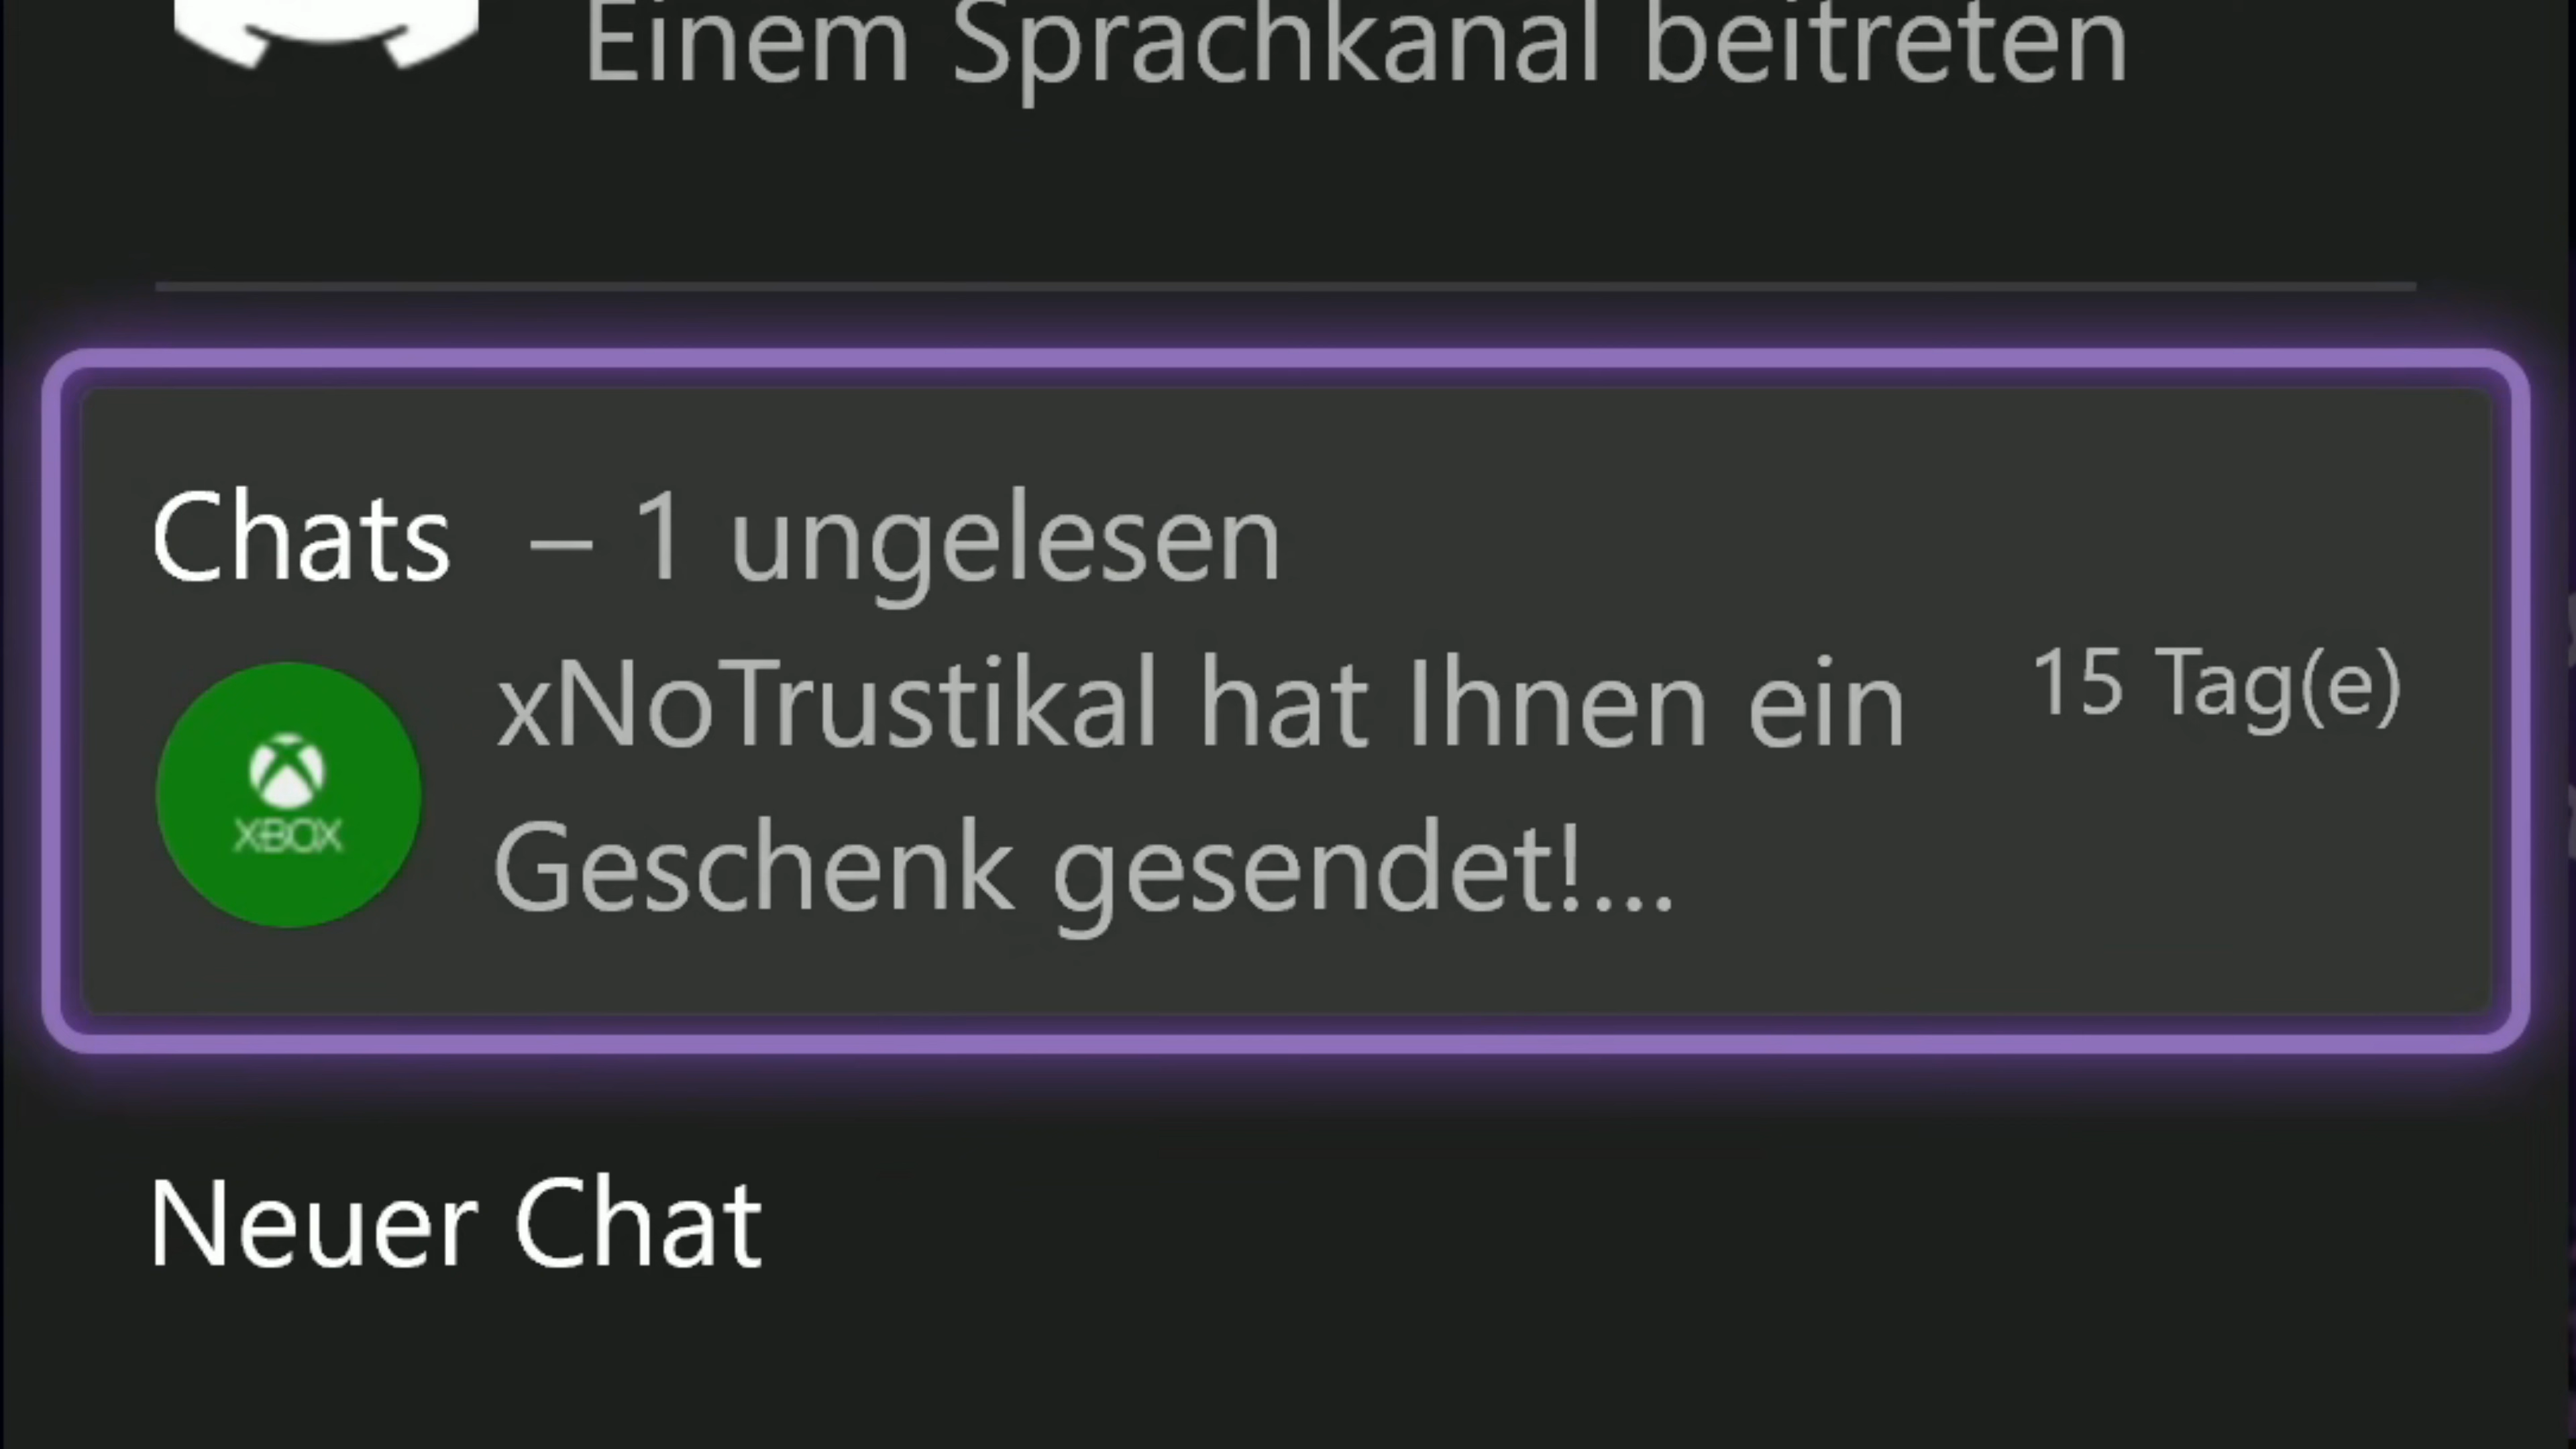 Einem Sprachkanal beitreten
Chats – 1 ungelesen
xNoTrustikal hat Ihnen ein
15 Tag(e)
Geschenk gesendet!...
XBOX
Neuer Chat